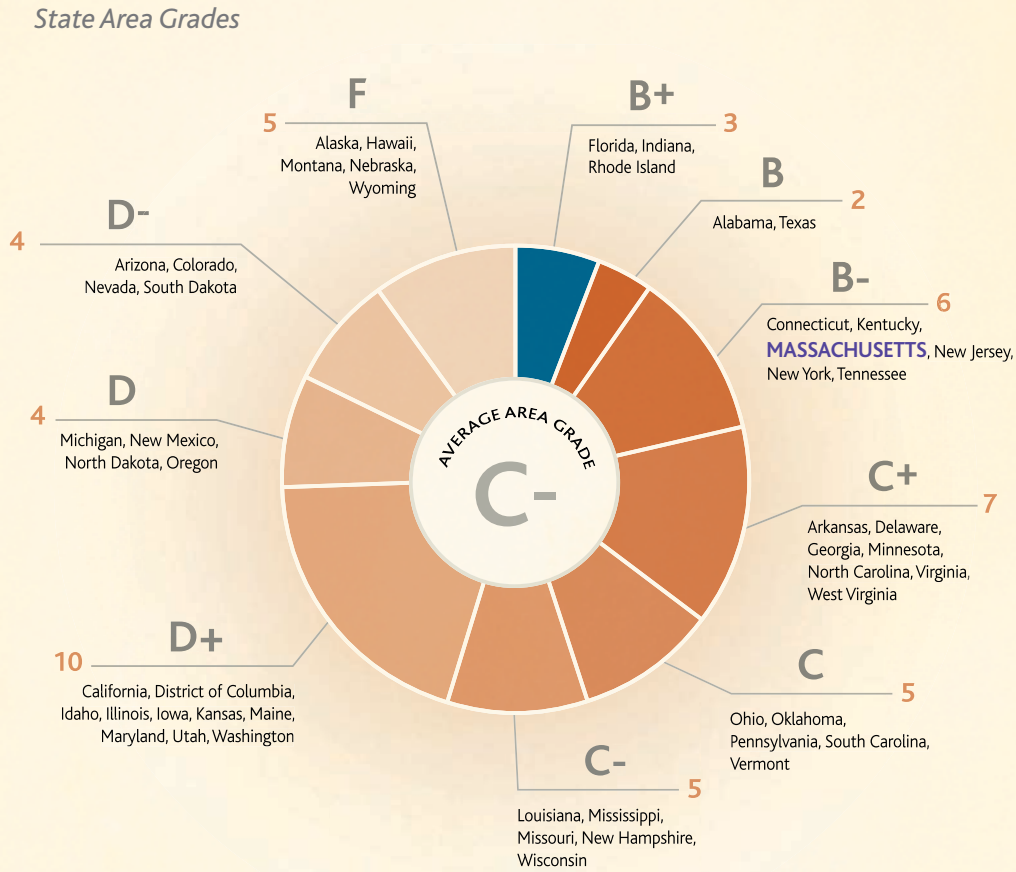 State Area Grades
F
5
Alaska, Hawaii,
Montana, Nebraska,
Wyoming
B+
3
Florida, Indiana,
Rhode Island
B
2
Alabama, Texas
B-
6
Connecticut, Kentucky,
MASSACHUSETTS, New Jersey,
New York, Tennessee
C+
7
Arkansas, Delaware,
Georgia, Minnesota,
North Carolina, Virginia,
West Virginia
C
5
Ohio, Oklahoma,
Pennsylvania, South Carolina,
Vermont
C-
5
Louisiana, Mississippi,
Missouri, New Hampshire,
Wisconsin
D+
10
California, District of Columbia,
Idaho, Illinois, Iowa, Kansas, Maine,
Maryland, Utah, Washington
D
4
Michigan, New Mexico,
North Dakota, Oregon
D-
4
Arizona, Colorado,
Nevada, South Dakota
AVERAGE AREA GRADE
C-